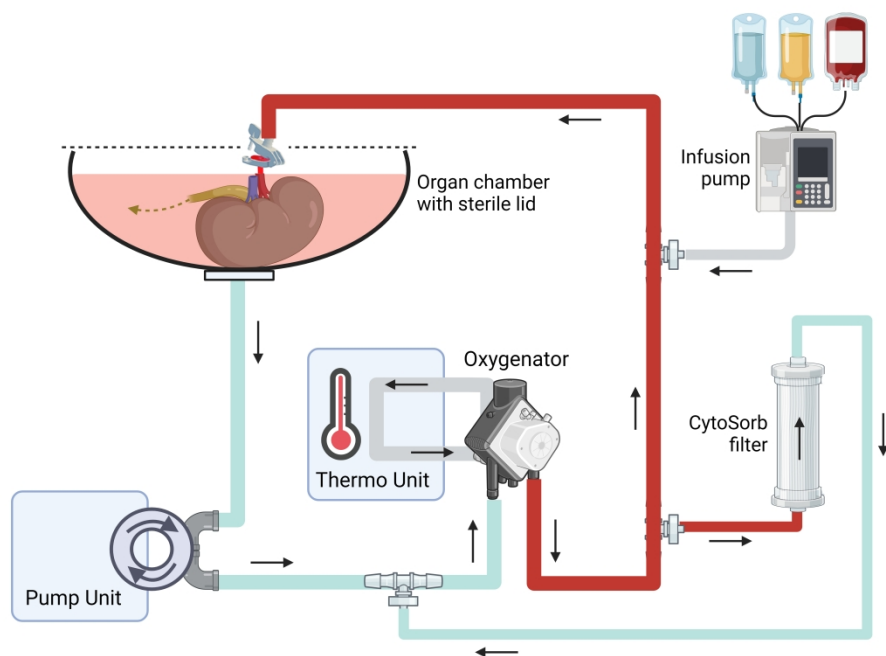 Infusion
pump
Organ chamber
with sterile lid
Oxygenator
CytoSorb
filter
Thermo Unit
Pump Unit